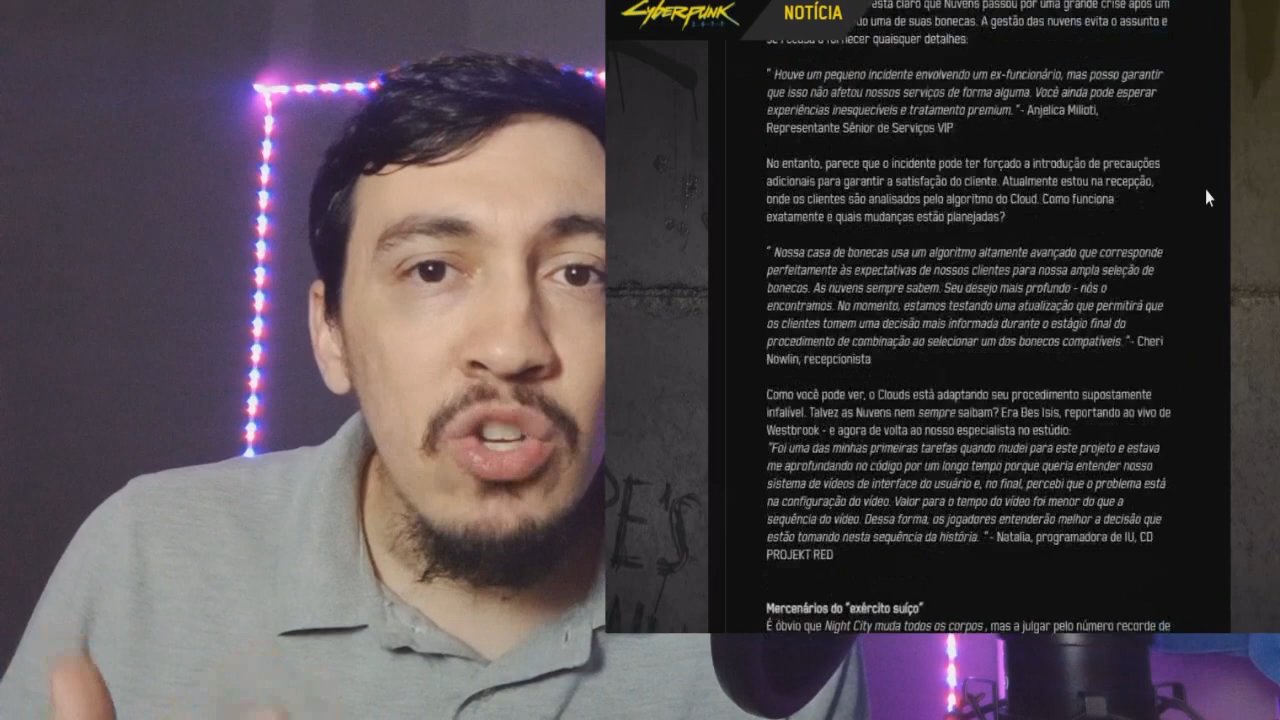 Cyberpunk
2077
NOTÍCIA
está claro que Nuvens passou por uma grande crise após um
uma de suas bonecas. A gestão das nuvens evita o assunto e
se recusa a fornecer quaisquer detalhes:
" Houve um pequeno incidente envolvendo um ex-funcionário, mas posso garantir
que isso não afetou nossos serviços de forma alguma. Você ainda pode esperar
experiências inesquecíveis e tratamento premium. "- Anjelica Milioti,
Representante Sênior de Serviços VIP
No entanto, parece que o incidente pode ter forçado a introdução de precauções
adicionais para garantir a satisfação do cliente. Atualmente estou na recepção,
onde os clientes são analisados pelo algoritmo do Cloud. Como funciona
exatamente e quais mudanças estão planejadas?
" Nossa casa de bonecas usa um algoritmo altamente avançado que corresponde
perfeitamente às expectativas de nossos clientes para nossa ampla seleção de
bonecos. As nuvens sempre sabem. Seu desejo mais profundo - nós o
encontramos. No momento, estamos testando uma atualização que permitirá que
os clientes tomem uma decisão mais informada durante o estágio final do
procedimento de combinação ao selecionar um dos bonecos compatíveis. "- Cheri
Nowlin, recepcionista
Como você pode ver, o Clouds está adaptando seu procedimento supostamente
infalível. Talvez as Nuvens nem sempre saibam? Era Bes Isis, reportando ao vivo de
Westbrook - e agora de volta ao nosso especialista no estúdio:
"Foi uma das minhas primeiras tarefas quando mudei para este projeto e estava
me aprofundando no código por um longo tempo porque queria entender nosso
sistema de vídeos de interface do usuário e, no final, percebi que o problema está
na configuração do vídeo. Valor para o tempo do vídeo foi menor do que a
sequência do vídeo. Dessa forma, os jogadores entenderão melhor a decisão que
estão tomando nesta sequência da história. "- Natalia, programadora de IU, CD
PROJEKT RED
Mercenários do "exército suíço"
É óbvio que Night City muda todos os corpos , mas a julgar pelo número recorde de